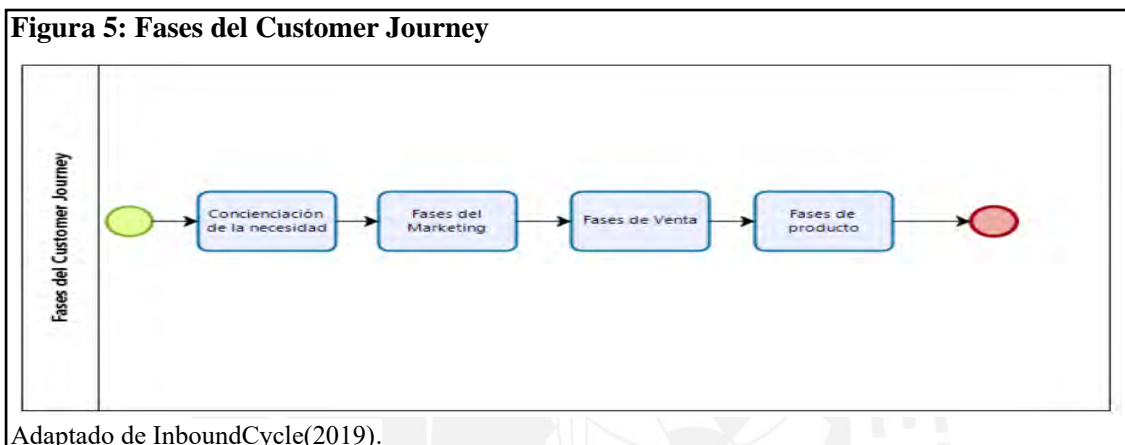 Figura 5: Fases del Customer Journey
Fases del Customer Journey
Concienciación
de la necesidad
Fases del
Marketing
Fases de Venta
Fases de
producto
Adaptado de InboundCycle(2019).